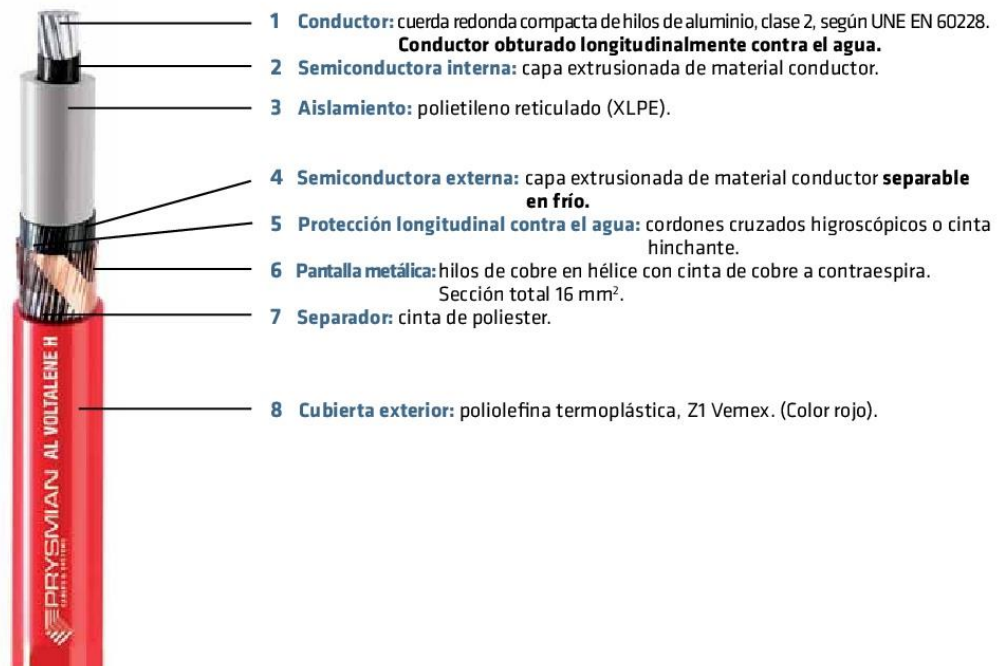 1 Conductor: cuerda redonda compacta de hilos de aluminio, clase 2, según UNE EN 60228.
Conductor obturado longitudinalmente contra el agua.
2 Semiconductora interna: capa extrusionada de material conductor.
3 Aislamiento: polietileno reticulado (XLPE).
4 Semiconductora externa: capa extrusionada de material conductor separable
en frío.
5 Protección longitudinal contra el agua: cordones cruzados higroscópicos o cinta
hinchante.
6 Pantalla metálica: hilos de cobre en hélice con cinta de cobre a contraespira.
Sección total 16 mm².
7 Separador: cinta de poliester.
8 Cubierta exterior: poliolefina termoplástica, Z1 Vemex. (Color rojo).
PRYSMIAN AL VOLTALENE H
CABLES & SYSTEMS